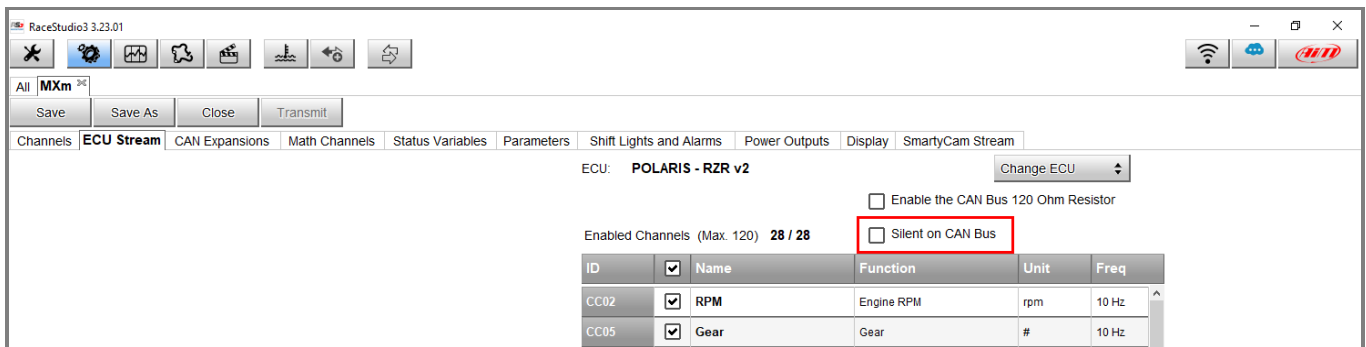 RaceStudio3 3.23.01
AiM
All MXm
Save Save As Close Transmit
Channels ECU Stream CAN Expansions Math Channels Status Variables Parameters Shift Lights and Alarms Power Outputs Display SmartyCam Stream
ECU: POLARIS - RZR v2 Change ECU
Enable the CAN Bus 120 Ohm Resistor
Enabled Channels (Max. 120) 28 / 28 Silent on CAN Bus
ID Name Function Unit Freq
CC02 RPM Engine RPM rpm 10 Hz
CC05 Gear Gear # 10 Hz